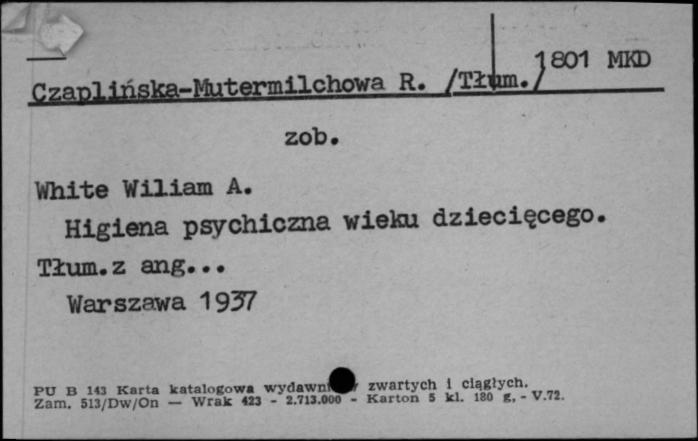 1801 MKD
Czaplińska-Mutermilchowa R. /Tłum./
zob.
White Wiliam A.
Higiena psychiczna wieku dziecięcego.
Tłum.z ang...
Warszawa 1937
PU B 143 Karta katalogowa zwartych i ciągłych.
Zam. 513/Dw/On — Wrak 423 - 2.713.000 - Karton 5 kl. 180 g. - V.72.